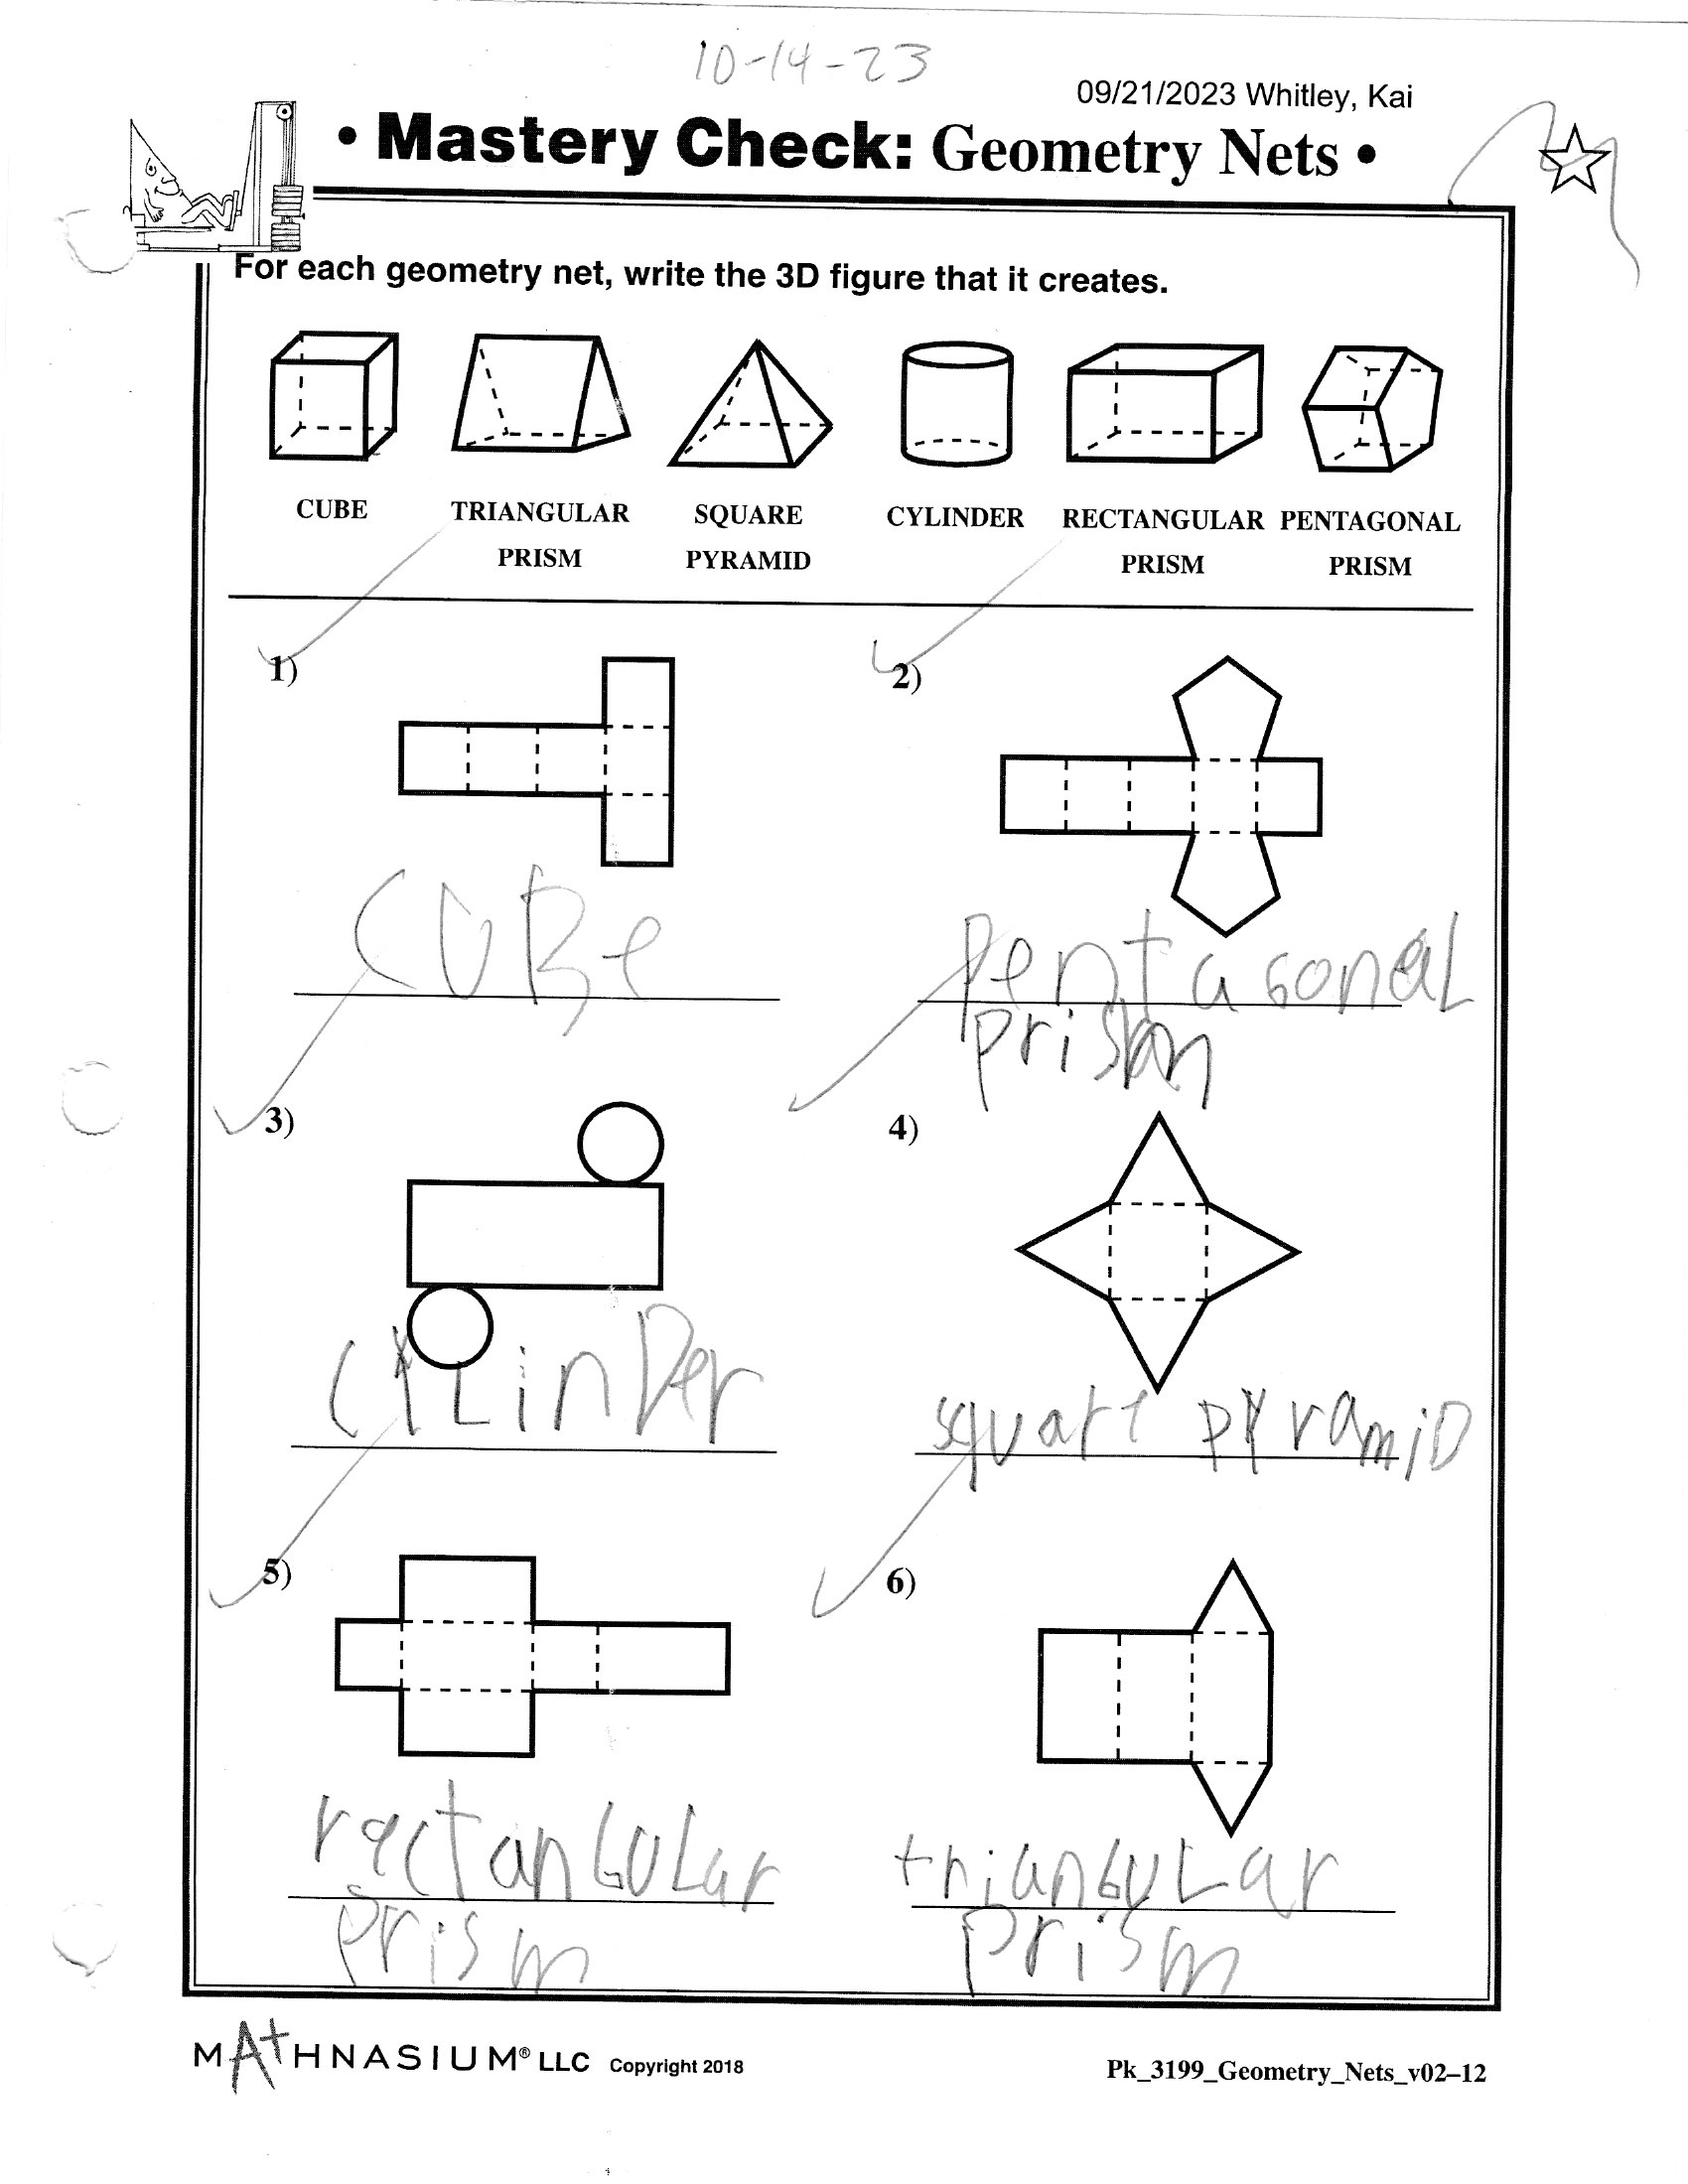 10-14-23
09/21/2023 Whitley, Kai
• Mastery Check: Geometry Nets •
For each geometry net, write the 3D figure that it creates.
CUBE TRIANGULAR PRISM SQUARE PYRAMID CYLINDER RECTANGULAR PRISM PENTAGONAL PRISM
1)
CUBe
2)
Pentagonal
prism
3)
CYLinDer
4)
square pyramiD
5)
rectanGuLar
prism
6)
trianGuLar
prism
MATHNASIUM® LLC Copyright 2018
Pk_3199_Geometry_Nets_v02–12